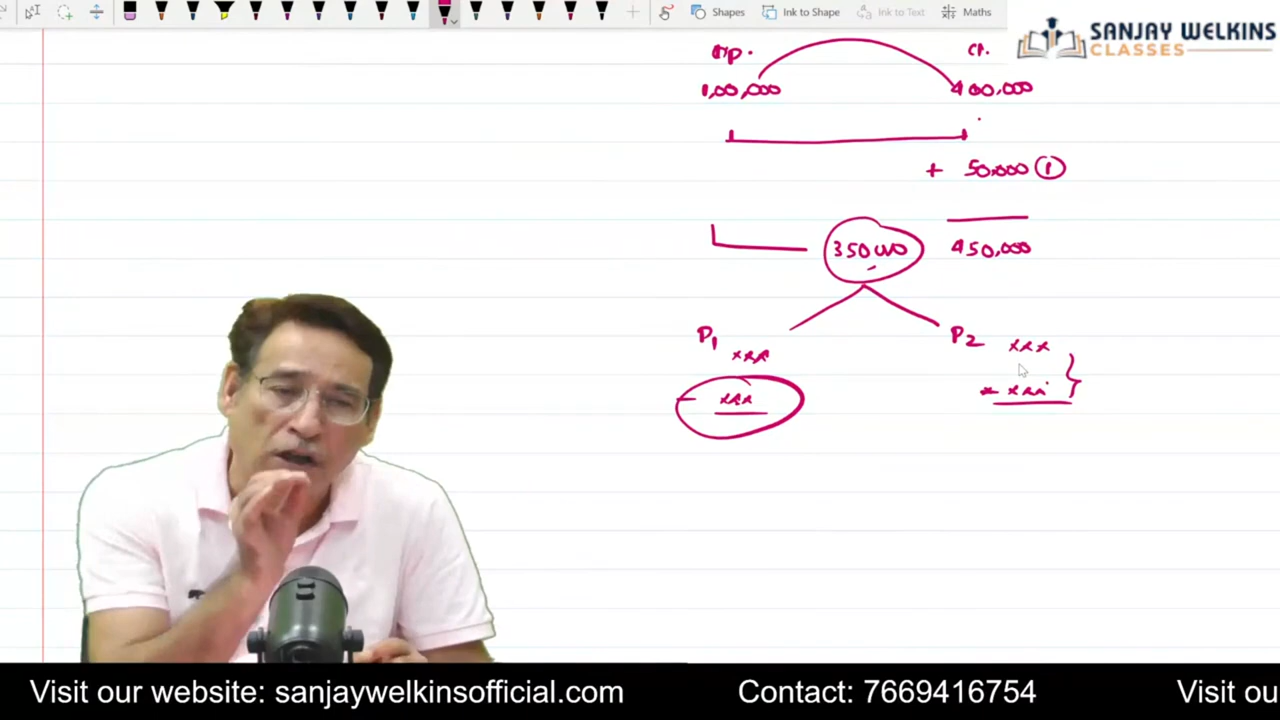 Shapes Ink to Shape Ink to Text Maths
SANJAY WELKINS
CLASSES
Op. Cl.
1,00,000 400,000
+ 50,000 1
350000 450,000
P1 P2 xxx
xxx
- xxx - xxx
Visit our website: sanjaywelkinsofficial.com Contact: 7669416754 Visit ou